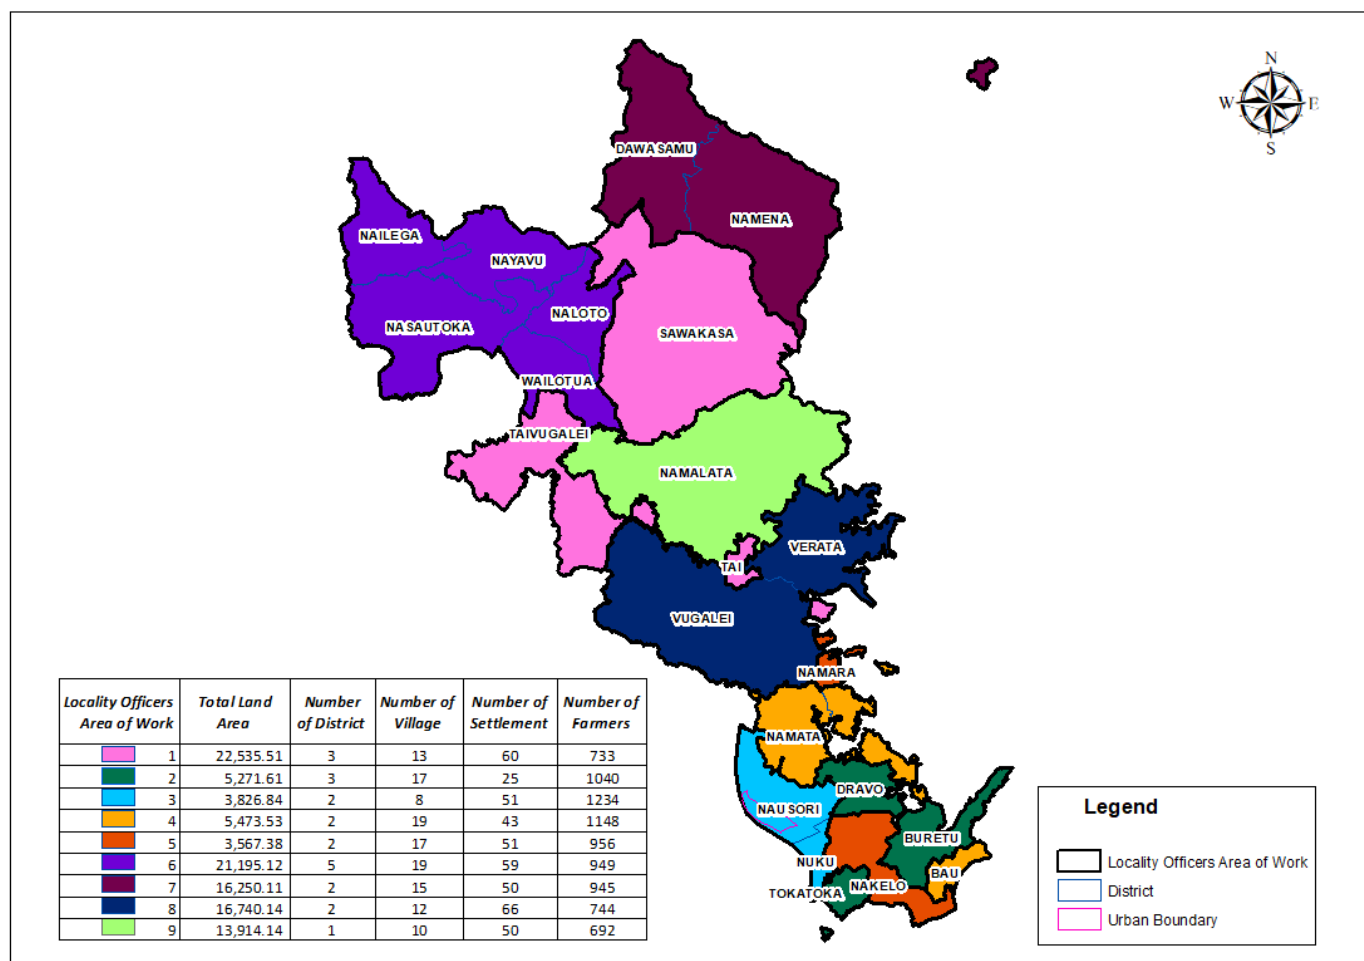 N
W E
S
DAWASAMU
NAMENA
NAILEGA
NAYAVU
NALOTO
NASAUTOKA
SAWAKASA
WAILOTUA
TAIVUGALEI
NAMALATA
VERATA
TAI
VUGALEI
NAMARA
NAMATA
DRAVO
NAUSORI
BURETU
NUKU
BAU
NAKELO
TOKATOKA
Locality Officers Area of Work Total Land Area Number of District Number of Village Number of Settlement Number of Farmers
1 22,535.51 3 13 60 733
2 5,271.61 3 17 25 1040
3 3,826.84 2 8 51 1234
4 5,473.53 2 19 43 1148
5 3,567.38 2 17 51 956
6 21,195.12 5 19 59 949
7 16,250.11 2 15 50 945
8 16,740.14 2 12 66 744
9 13,914.14 1 10 50 692
Legend
Locality Officers Area of Work
District
Urban Boundary